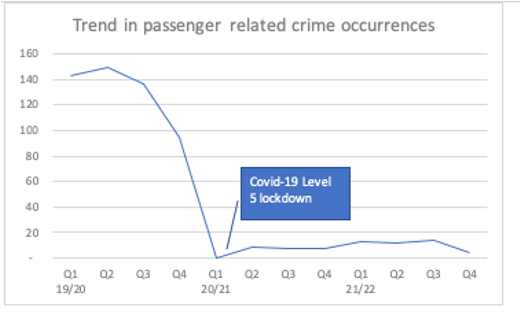 Trend in passenger related crime occurrences
160
140
120
100
80
60
40
20
-
Covid-19 Level
5 lockdown
Q1 Q2 Q3 Q4 Q1 Q2 Q3 Q4 Q1 Q2 Q3 Q4
19/20 20/21 21/22